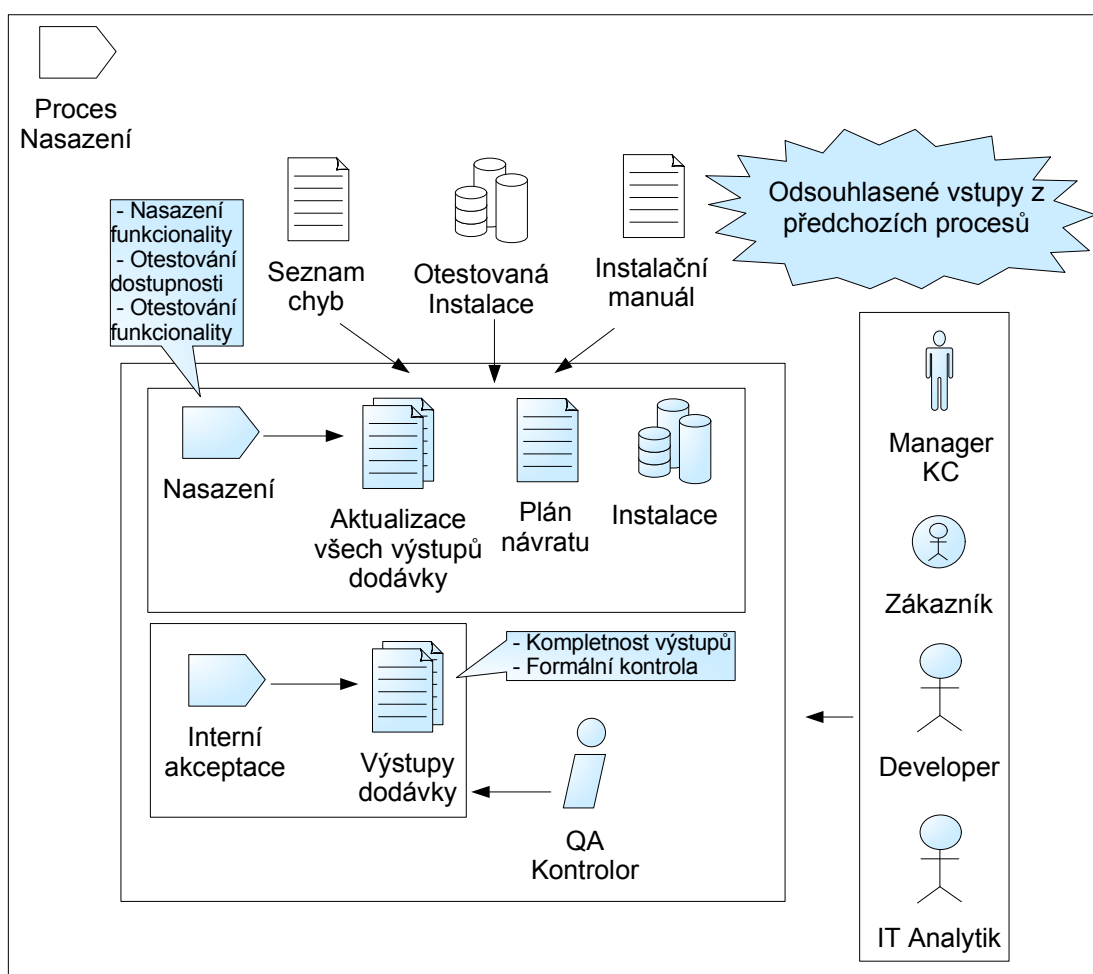 Proces
Nasazení
Odsouhlasené vstupy z
předchozích procesů
- Nasazení
funkcionality
- Otestování
dostupnosti
- Otestování
funkcionality
Seznam
chyb
Otestovaná
Instalace
Instalační
manuál
Nasazení
Aktualizace
všech výstupů
dodávky
Plán
návratu
Instalace
Manager
KC
Zákazník
Developer
IT Analytik
- Kompletnost výstupů
- Formální kontrola
Interní
akceptace
Výstupy
dodávky
QA
Kontrolor